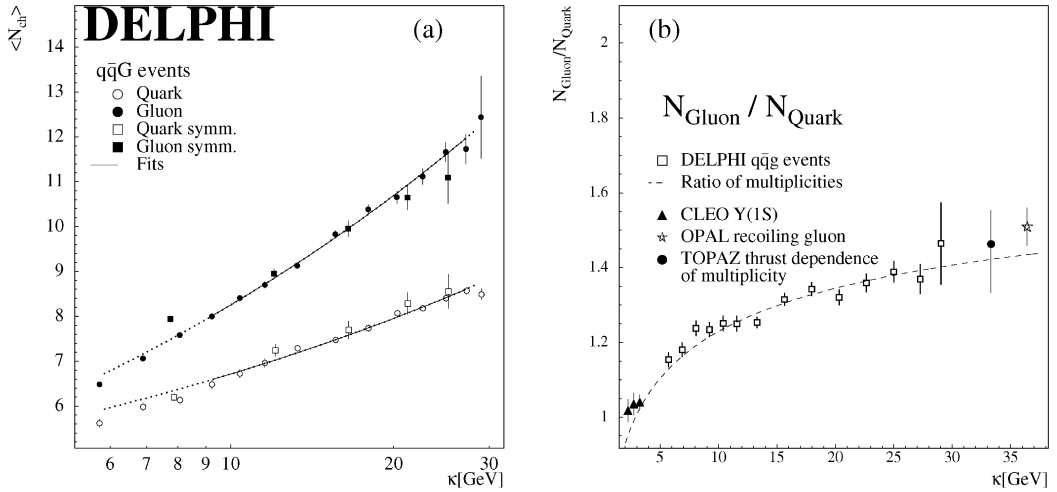 DELPHI
(a)
<N_ch>
14
13
12
11
10
9
8
7
6
qq̄G events
Quark
Gluon
Quark symm.
Gluon symm.
Fits
6 7 8 9 10 20 30
κ[GeV]
(b)
N_Gluon/N_Quark
2
1.8
1.6
1.4
1.2
1
N_Gluon / N_Quark
DELPHI qq̄g events
Ratio of multiplicities
CLEO Y(1S)
OPAL recoiling gluon
TOPAZ thrust dependence
of multiplicity
5 10 15 20 25 30 35
κ[GeV]